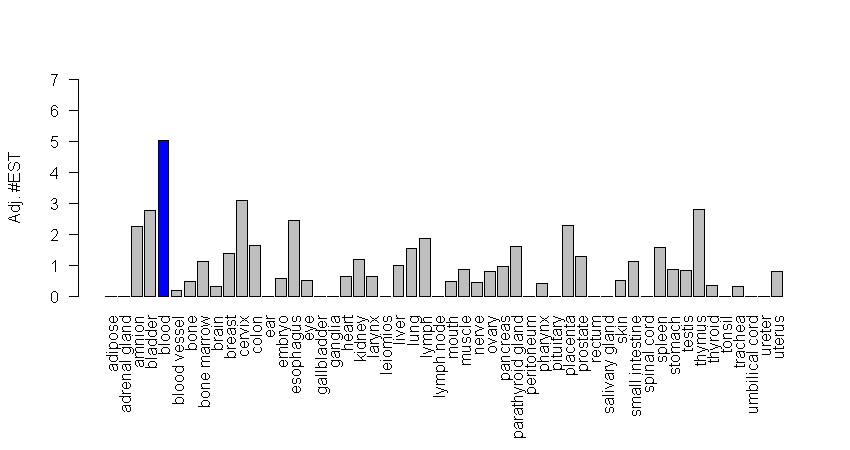 7
6
5
4
3
2
1
0
Adj. #EST
adipose
adrenal gland
amnion
bladder
blood
blood vessel
bone
bone marrow
brain
breast
cervix
colon
ear
embryo
esophagus
eye
gallbladder
ganglia
heart
kidney
larynx
leiomios
liver
lung
lymph
lymph node
mouth
muscle
nerve
ovary
pancreas
parathyroid gland
peritoneum
pharynx
pituitary
placenta
prostate
rectum
salivary gland
skin
small intestine
spinal cord
spleen
stomach
testis
thymus
thyroid
tonsil
trachea
umbilical cord
ureter
uterus